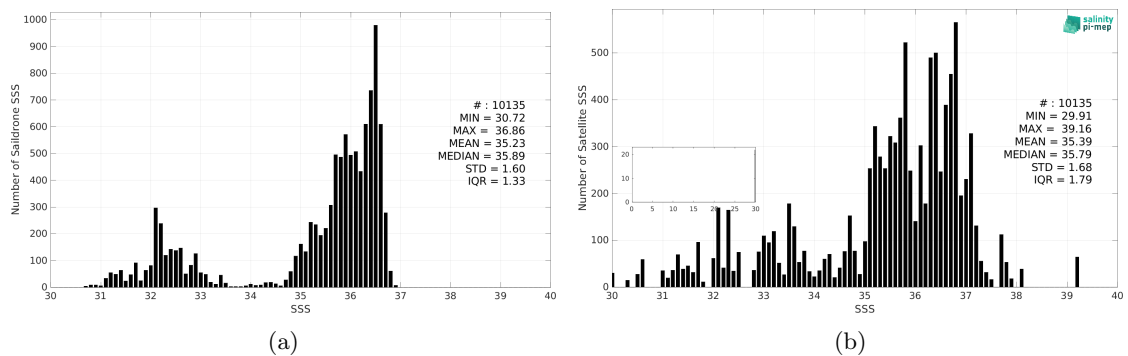 1000
900
800
700
600
500
400
300
200
100
0
Number of Saildrone SSS
# : 10135
MIN = 30.72
MAX = 36.86
MEAN = 35.23
MEDIAN = 35.89
STD = 1.60
IQR = 1.33
30 31 32 33 34 35 36 37 38 39 40
SSS
(a)
salinity
pi-mep
500
400
300
200
100
0
Number of Satellite SSS
# : 10135
MIN = 29.91
MAX = 39.16
MEAN = 35.39
MEDIAN = 35.79
STD = 1.68
IQR = 1.79
20
10
0
0 5 10 15 20 25 30
30 31 32 33 34 35 36 37 38 39 40
SSS
(b)